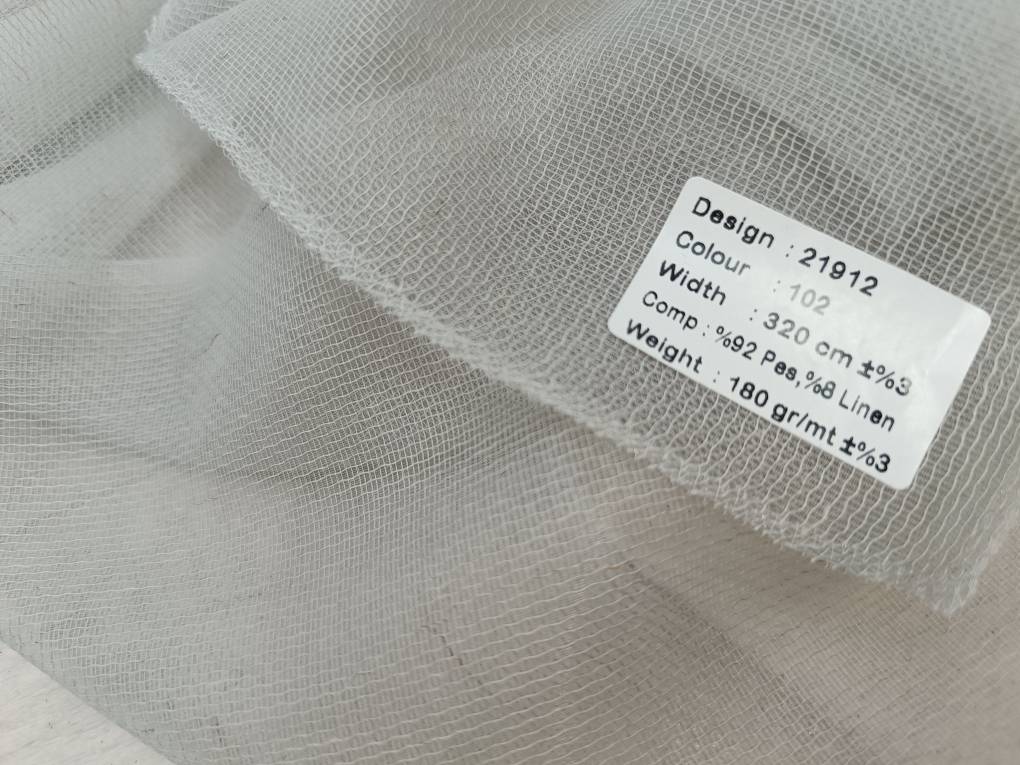 Design : 21912
Colour : 102
Width : 320 cm ±%3
Comp : %92 Pes,%8 Linen
Weight : 180 gr/mt ±%3